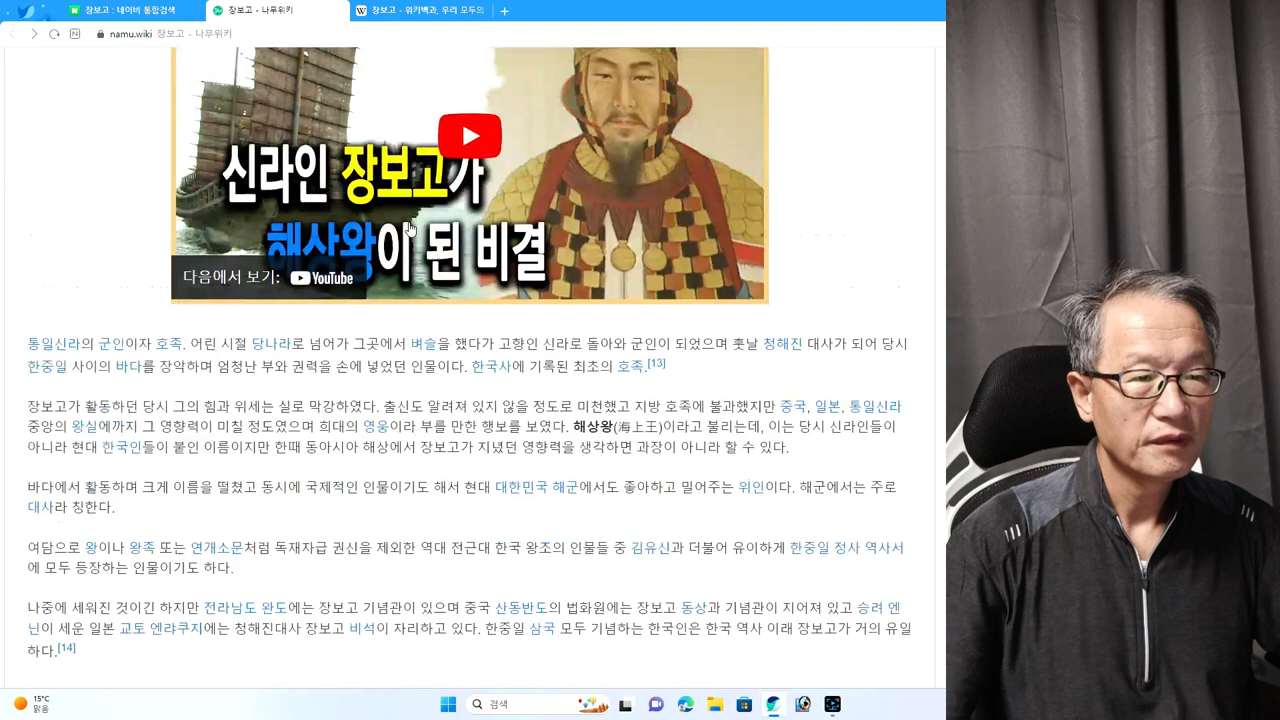 장보고 : 네이버 통합검색
장보고 - 나무위키
장보고 - 위키백과, 우리 모두의
namu.wiki 장보고 - 나무위키
신라인 장보고가
해상왕이 된 비결
다음에서 보기: YouTube
통일신라의 군인이자 호족. 어린 시절 당나라로 넘어가 그곳에서 벼슬을 했다가 고향인 신라로 돌아와 군인이 되었으며 훗날 청해진 대사가 되어 당시
한중일 사이의 바다를 장악하며 엄청난 부와 권력을 손에 넣었던 인물이다. 한국사에 기록된 최초의 호족.[13]
장보고가 활동하던 당시 그의 힘과 위세는 실로 막강하였다. 출신도 알려져 있지 않을 정도로 미천했고 지방 호족에 불과했지만 중국, 일본, 통일신라
중앙의 왕실에까지 그 영향력이 미칠 정도였으며 희대의 영웅이라 부를 만한 행보를 보였다. 해상왕(海上王)이라고 불리는데, 이는 당시 신라인들이
아니라 현대 한국인들이 붙인 이름이지만 한때 동아시아 해상에서 장보고가 지녔던 영향력을 생각하면 과장이 아니라 할 수 있다.
바다에서 활동하며 크게 이름을 떨쳤고 동시에 국제적인 인물이기도 해서 현대 대한민국 해군에서도 좋아하고 밀어주는 위인이다. 해군에서는 주로
대사라 칭한다.
여담으로 왕이나 왕족 또는 연개소문처럼 독재자급 권신을 제외한 역대 전근대 한국 왕조의 인물들 중 김유신과 더불어 유이하게 한중일 정사 역사서
에 모두 등장하는 인물이기도 하다.
나중에 세워진 것이긴 하지만 전라남도 완도에는 장보고 기념관이 있으며 중국 산동반도의 법화원에는 장보고 동상과 기념관이 지어져 있고 승려 엔
닌이 세운 일본 교토 엔랴쿠지에는 청해진대사 장보고 비석이 자리하고 있다. 한중일 삼국 모두 기념하는 한국인은 한국 역사 이래 장보고가 거의 유일
하다.[14]
15°C
맑음
검색